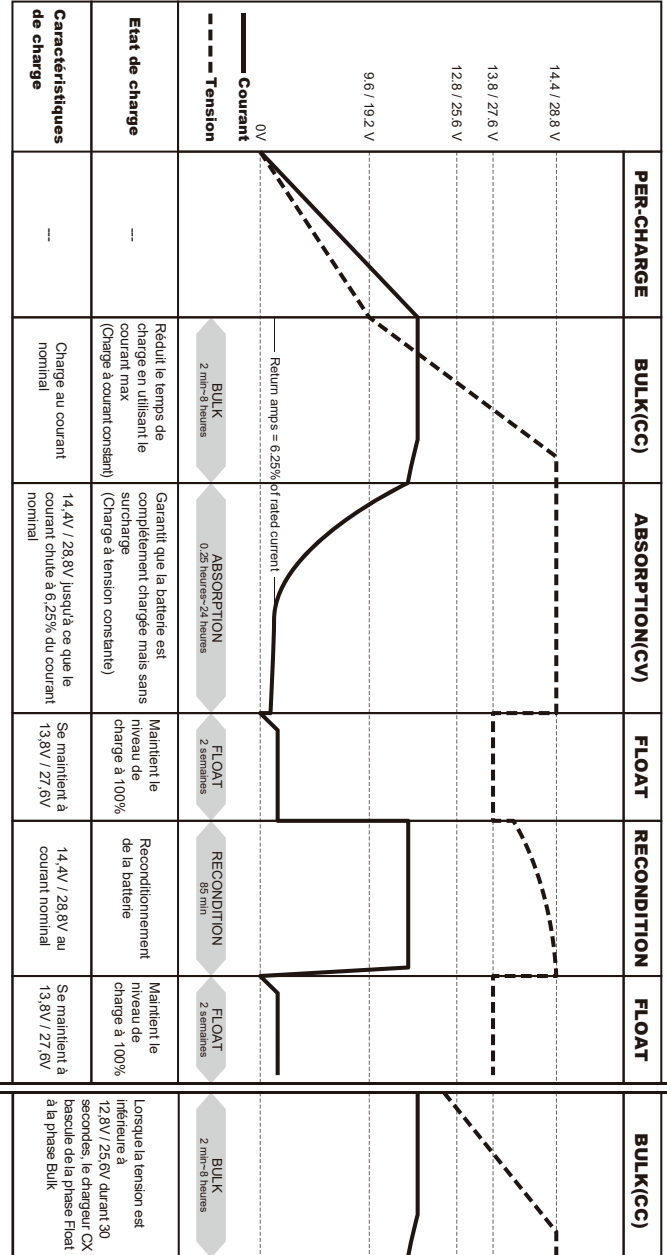 PER-CHARGE
BULK(CC)
ABSORPTION(CV)
FLOAT
RECONDITION
FLOAT
BULK(CC)
14.4 / 28.8 V
13.8 / 27.6 V
12.8 / 25.6 V
9.6 / 19.2 V
0V
Courant
Tension
Return amps = 6.25% of rated current
BULK
2 min~8 heures
ABSORPTION
0.25 heures~24 heures
FLOAT
2 semaines
RECONDITION
85 min
FLOAT
2 semaines
BULK
2 min~8 heures
Etat de charge
---
Réduit le temps de
charge en utilisant le
courant max
(Charge à courant constant)
Garantit que la batterie est
complétement chargée mais sans
surcharge
(Charge à tension constante)
Maintient le
niveau de
charge à 100%
Reconditionnement
de la batterie
Maintient le
niveau de
charge à 100%
Lorsque la tension est
inférieure à
12,8V / 25,6V durant 30
secondes, le chargeur CX
bascule de la phase Float
à la phase Bulk
Caractéristiques
de charge
---
Charge au courant
nominal
14,4V / 28,8V jusqu'à ce que le
courant chute à 6,25% du courant
nominal
Se maintient à
13,8V / 27,6V
14,4V / 28,8V au
courant nominal
Se maintient à
13,8V / 27,6V